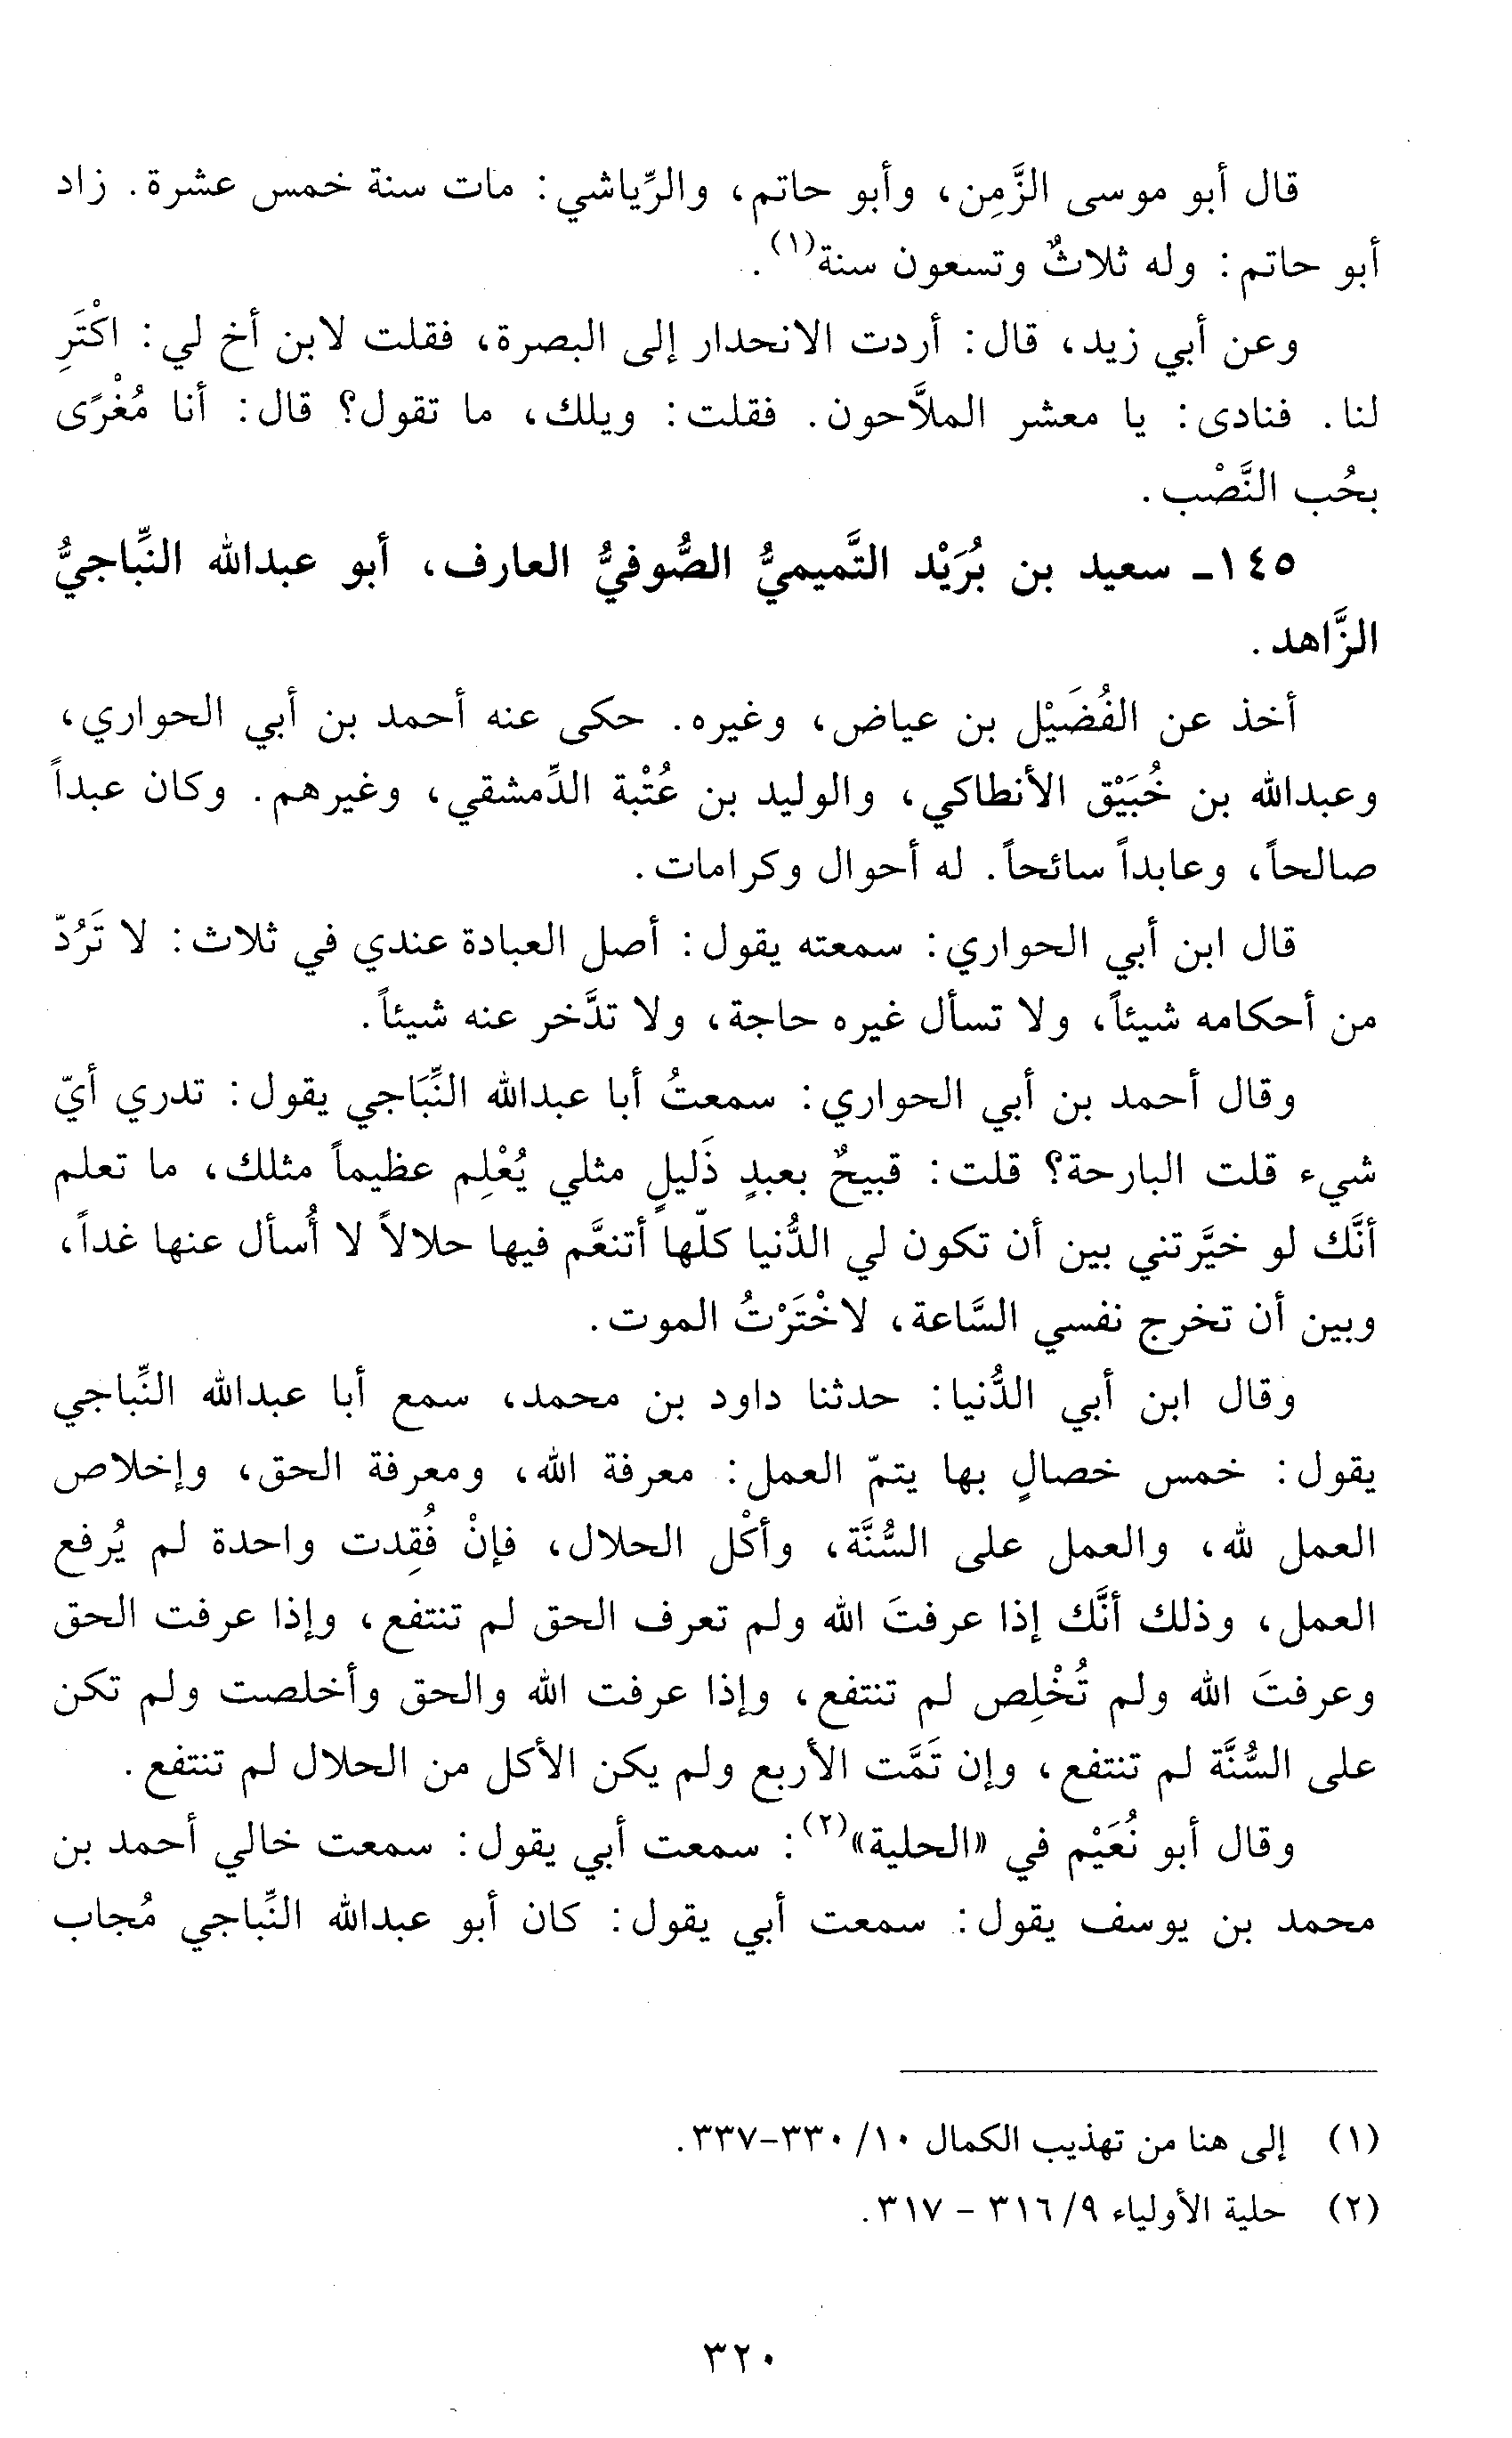 قال أبو موسى الزَّمِن، وأبو حاتم، والرِّياشي: مات سنة خمس عشرة. زاد
أبو حاتم: وله ثلاثٌ وتسعون سنة(١).
وعن أبي زيد، قال: أردت الانحدار إلى البصرة، فقلت لابن أخ لي: اكْتَرِ
لنا. فنادى: يا معشر الملاَّحون. فقلت: ويلك، ما تقول؟ قال: أنا مُغْرًى
بحُب النَّصْب.
١٤٥- سعيد بن بُرَيْد التَّميميُّ الصُّوفيُّ العارف، أبو عبدالله النِّباجيُّ
الزَّاهد.
أخذ عن الفُضَيْل بن عياض، وغيره. حكى عنه أحمد بن أبي الحواري،
وعبدالله بن خُبَيْق الأنطاكي، والوليد بن عُتْبة الدِّمشقي، وغيرهم. وكان عبداً
صالحاً، وعابداً سائحاً. له أحوال وكرامات.
قال ابن أبي الحواري: سمعته يقول: أصل العبادة عندي في ثلاث: لا تَرُدّ
من أحكامه شيئاً، ولا تسأل غيره حاجة، ولا تدَّخر عنه شيئاً.
وقال أحمد بن أبي الحواري: سمعتُ أبا عبدالله النِّبَاجي يقول: تدري أيّ
شيء قلت البارحة؟ قلت: قبيحٌ بعبدٍ ذَليلٍ مثلي يُعْلِم عظيماً مثلك، ما تعلم
أنَّك لو خيَّرتني بين أن تكون لي الدُّنيا كلّها أتنعَّم فيها حلالاً لا أُسأل عنها غداً،
وبين أن تخرج نفسي السَّاعة، لاخْتَرْتُ الموت.
وقال ابن أبي الدُّنيا: حدثنا داود بن محمد، سمع أبا عبدالله النِّباجي
يقول: خمس خصالٍ بها يتمّ العمل: معرفة الله، ومعرفة الحق، وإخلاص
العمل لله، والعمل على السُّنَّة، وأكْل الحلال، فإنْ فُقِدت واحدة لم يُرفع
العمل، وذلك أنَّك إذا عرفتَ الله ولم تعرف الحق لم تنتفع، وإذا عرفت الحق
وعرفتَ الله ولم تُخْلِص لم تنتفع، وإذا عرفت الله والحق وأخلصت ولم تكن
على السُّنَّة لم تنتفع، وإن تَمَّت الأربع ولم يكن الأكل من الحلال لم تنتفع.
وقال أبو نُعَيْم في «الحلية»(٢): سمعت أبي يقول: سمعت خالي أحمد بن
محمد بن يوسف يقول: سمعت أبي يقول: كان أبو عبدالله النِّباجي مُجاب
(١) إلى هنا من تهذيب الكمال ١٠/ ٣٣٠-٣٣٧.
(٢) حلية الأولياء ٩/ ٣١٦ - ٣١٧.
٣٢٠